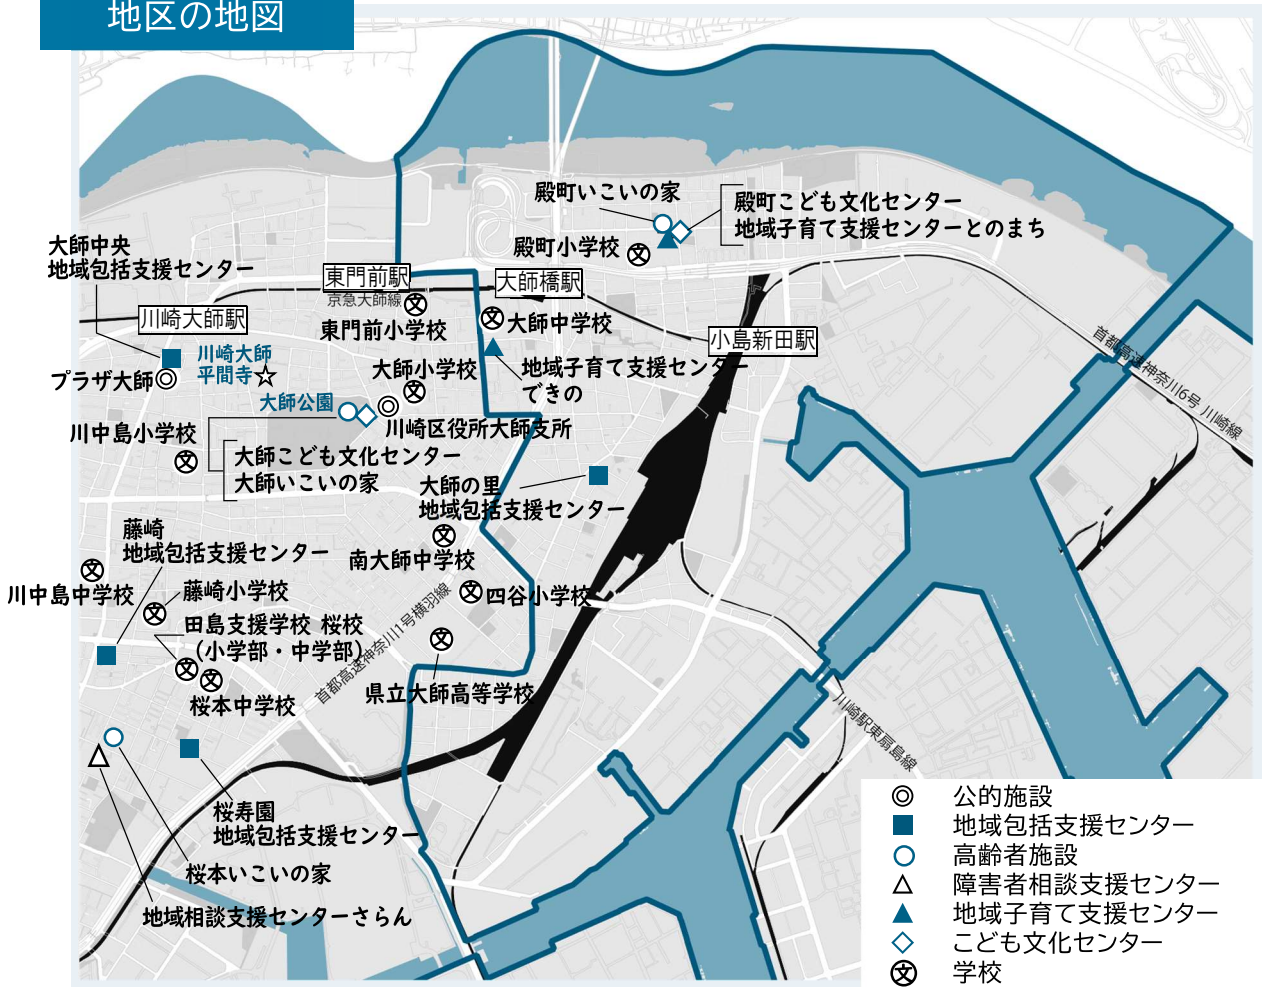 地区の地図
殿町いこいの家
殿町こども文化センター
地域子育て支援センターとのまち
殿町小学校
大師中央
地域包括支援センター
東門前駅
大師橋駅
京急大師線
川崎大師駅
東門前小学校
大師中学校
小島新田駅
首都高速神奈川6号 川崎線
川崎大師
平間寺
プラザ大師
大師小学校
地域子育て支援センター
できの
大師公園
川崎区役所大師支所
川中島小学校
大師こども文化センター
大師いこいの家
大師の里
地域包括支援センター
藤崎
地域包括支援センター
南大師中学校
川中島中学校
藤崎小学校
四谷小学校
田島支援学校 桜校
（小学部・中学部）
首都高速神奈川1号横羽線
桜本中学校
県立大師高等学校
川崎駅東扇島線
桜寿園
地域包括支援センター
桜本いこいの家
地域相談支援センターさらん
公的施設
地域包括支援センター
高齢者施設
障害者相談支援センター
地域子育て支援センター
こども文化センター
文 学校